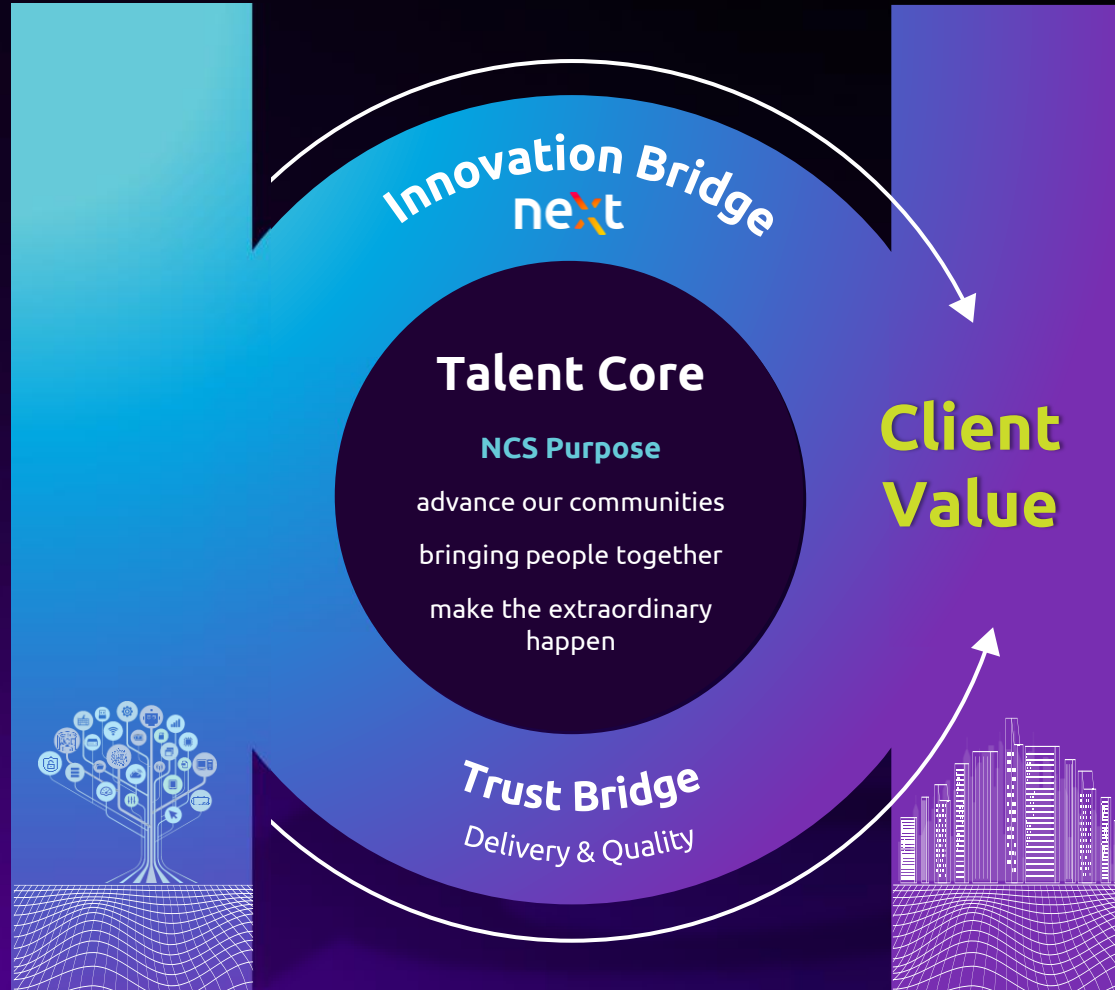 Innovation Bridge
next
Talent Core
NCS Purpose
advance our communities
bringing people together
make the extraordinary
happen
Client
Value
Trust Bridge
Delivery & Quality